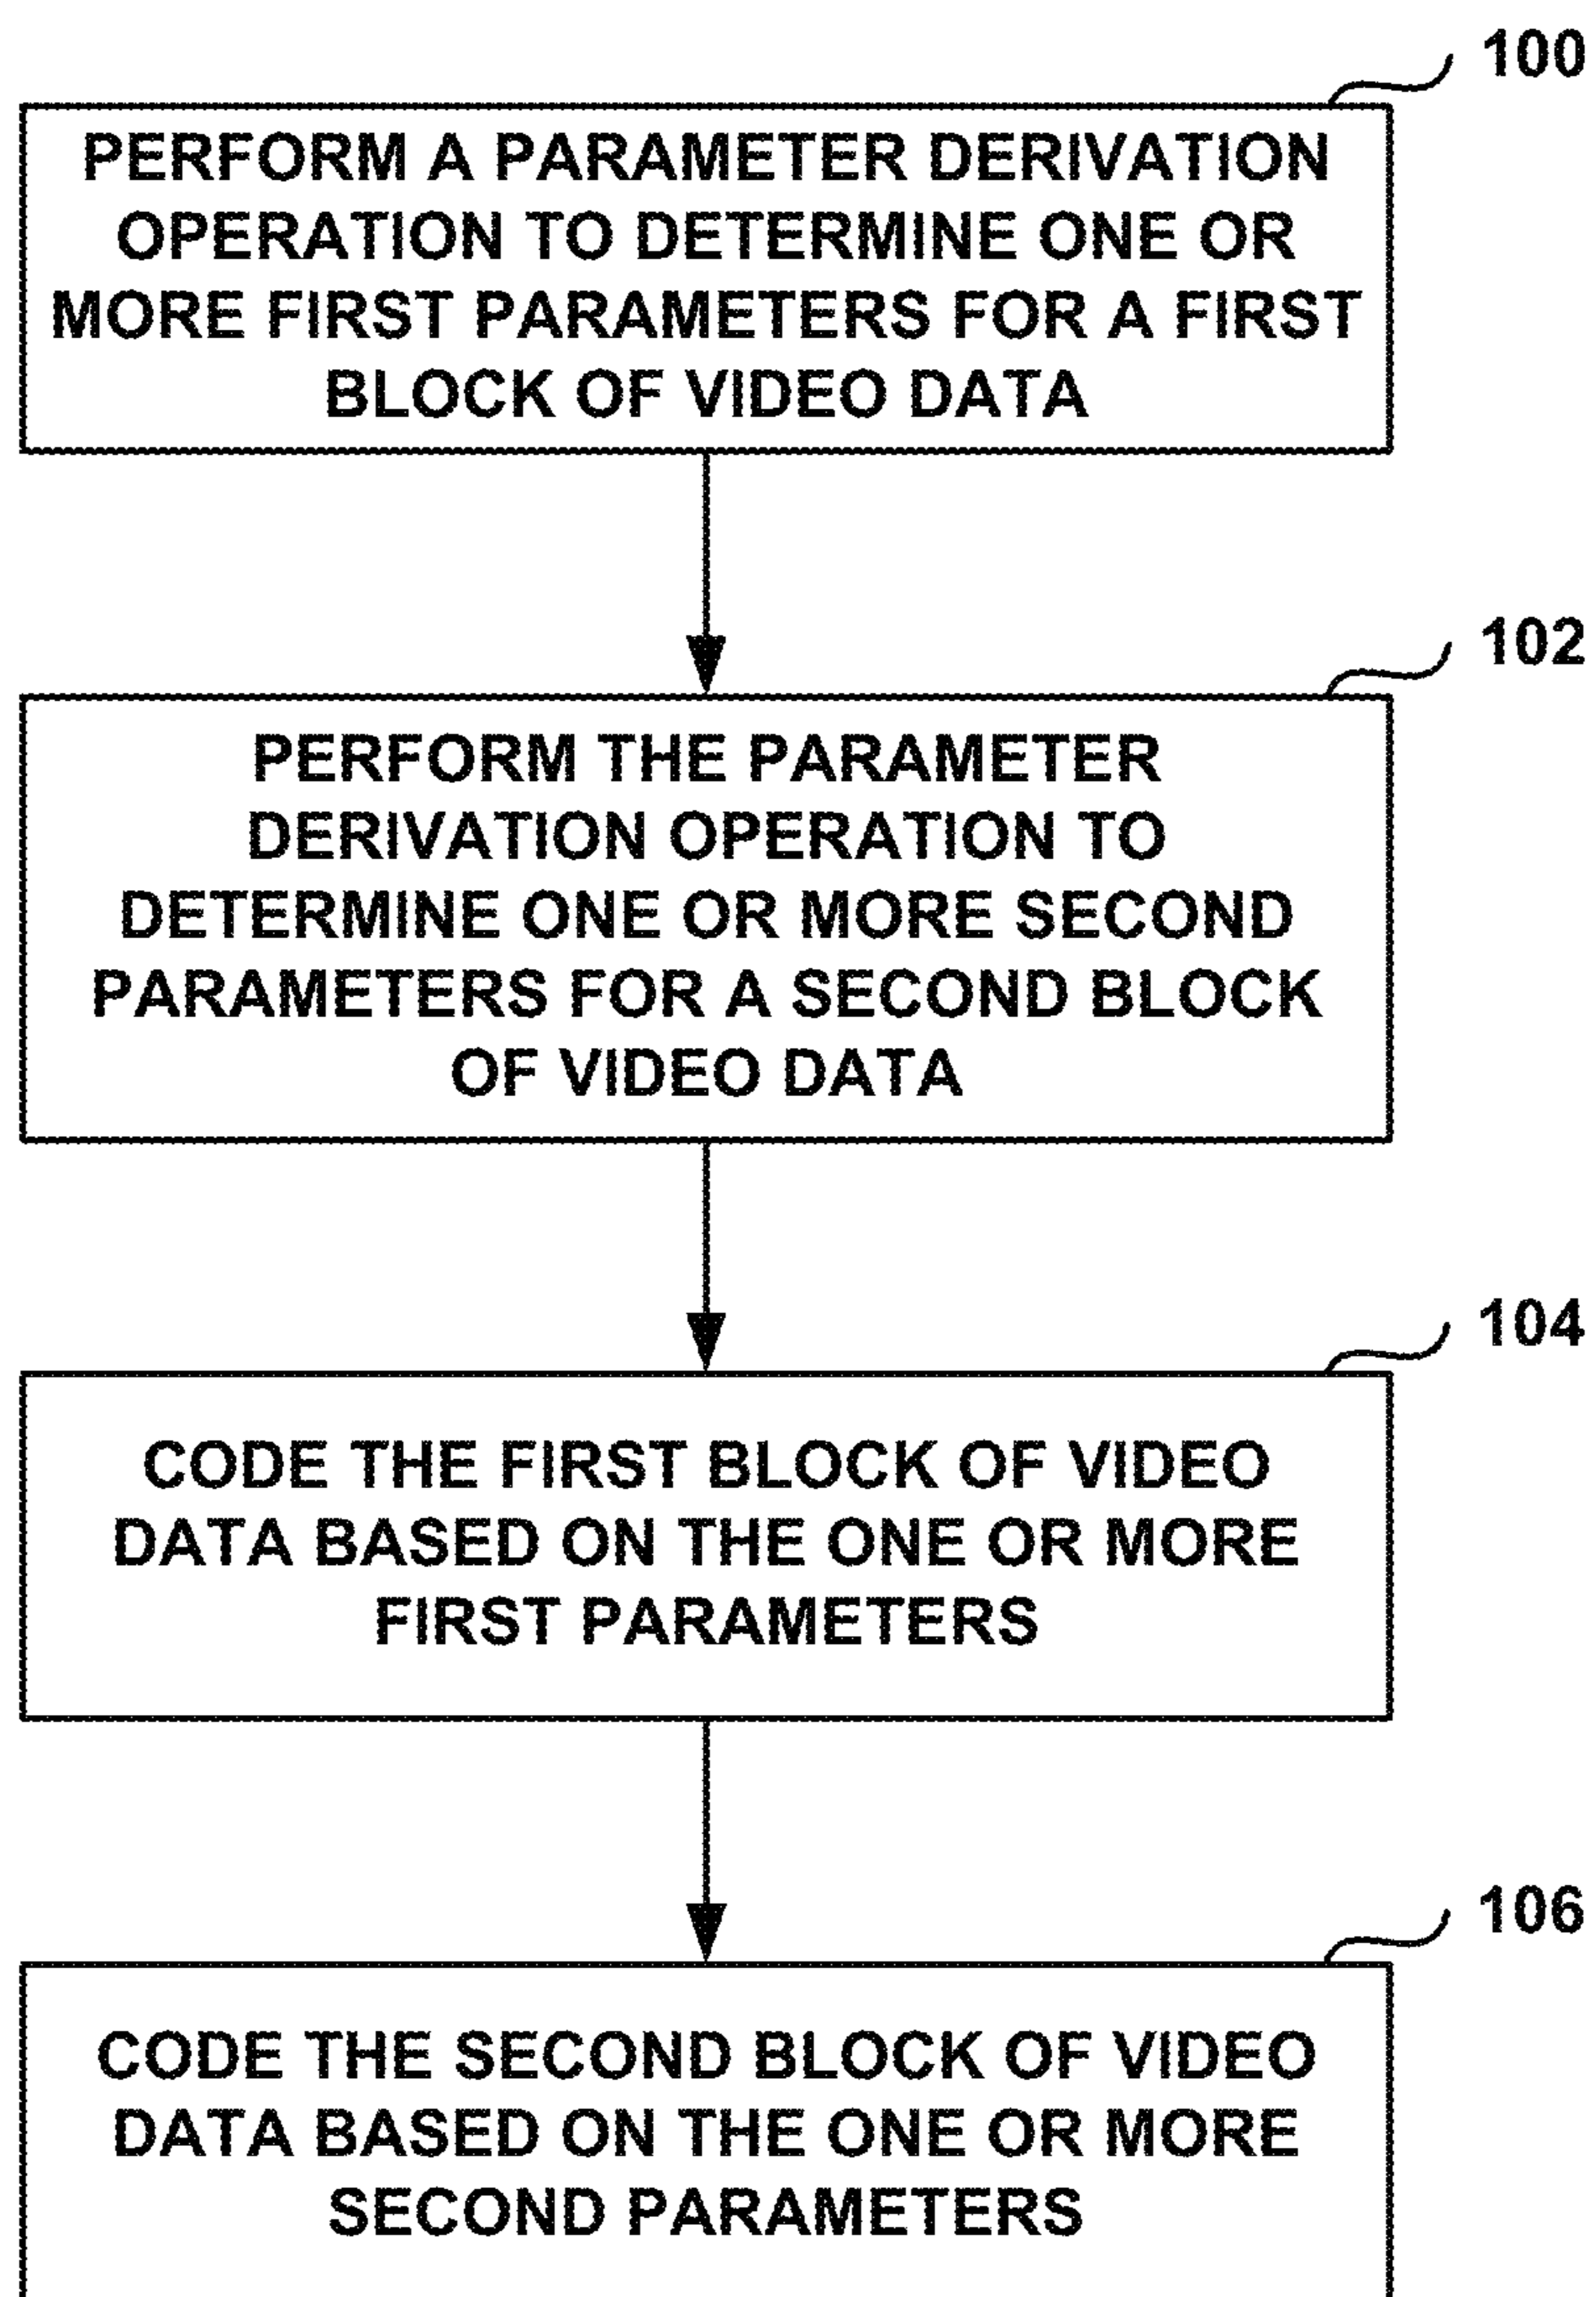 100
PERFORM A PARAMETER DERIVATION
OPERATION TO DETERMINE ONE OR
MORE FIRST PARAMETERS FOR A FIRST
BLOCK OF VIDEO DATA
102
PERFORM THE PARAMETER
DERIVATION OPERATION TO
DETERMINE ONE OR MORE SECOND
PARAMETERS FOR A SECOND BLOCK
OF VIDEO DATA
104
CODE THE FIRST BLOCK OF VIDEO
DATA BASED ON THE ONE OR MORE
FIRST PARAMETERS
106
CODE THE SECOND BLOCK OF VIDEO
DATA BASED ON THE ONE OR MORE
SECOND PARAMETERS